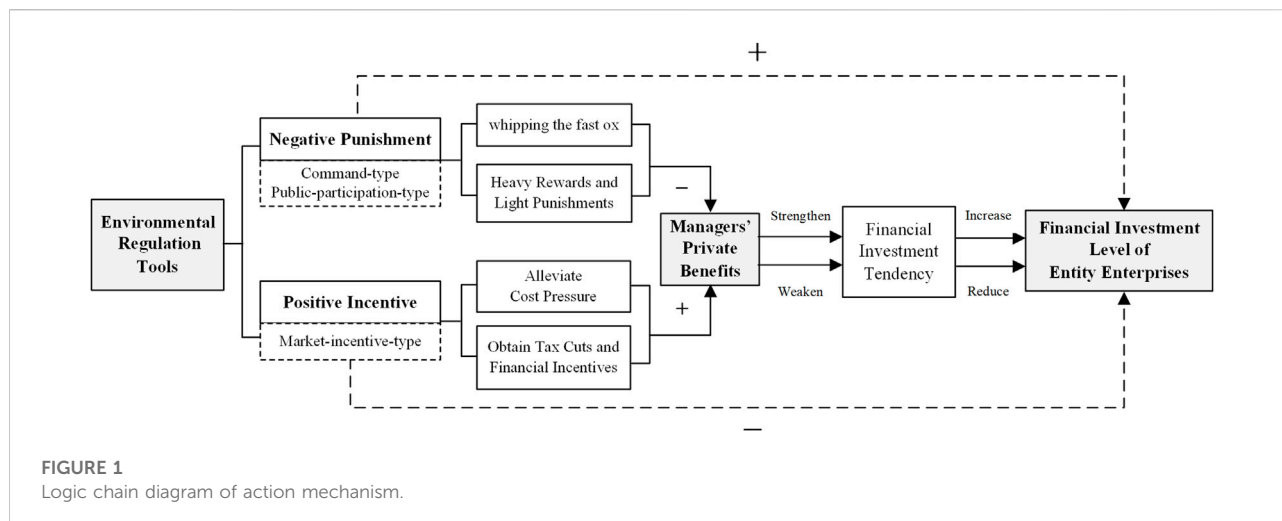 +
Negative Punishment
Command-type
Public-participation-type
whipping the fast ox
Heavy Rewards and
Light Punishments
Environmental
Regulation
Tools
−
Managers'
Private
Benefits
+
Strengthen
Weaken
Financial
Investment
Tendency
Increase
Reduce
Financial Investment
Level of
Entity Enterprises
Positive Incentive
Market-incentive-type
Alleviate
Cost Pressure
Obtain Tax Cuts and
Financial Incentives
−
FIGURE 1
Logic chain diagram of action mechanism.